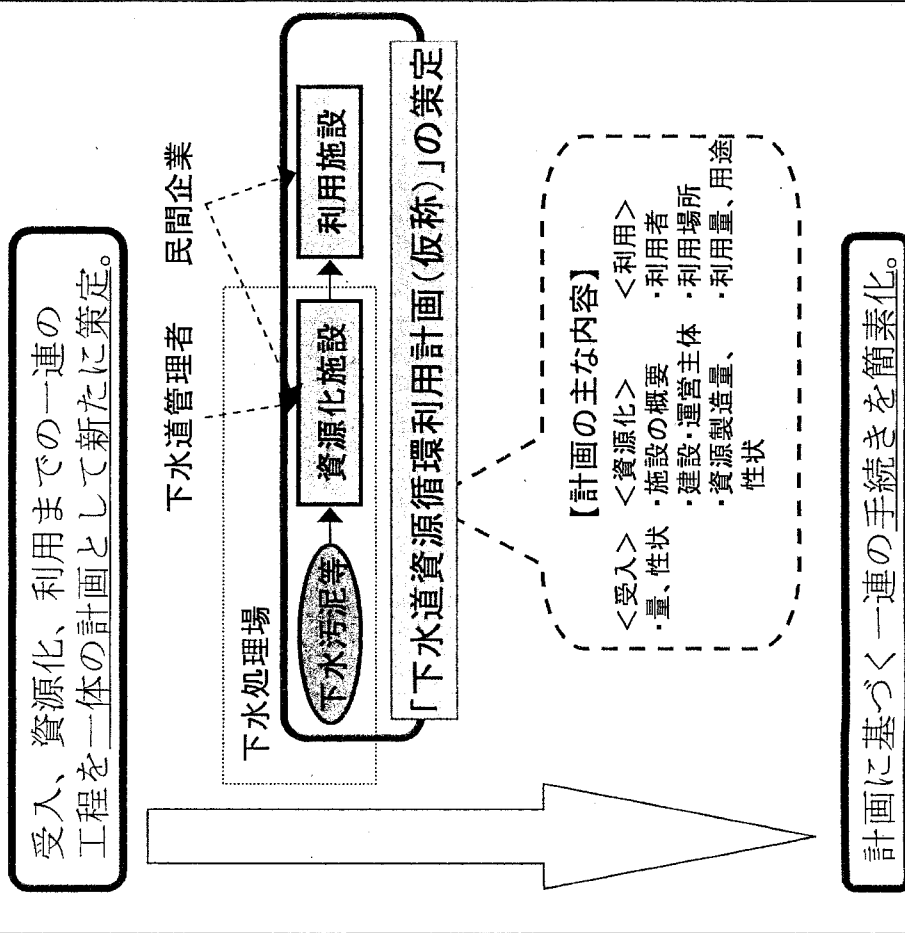 受入、資源化、利用までの一連の
工程を一体の計画として新たに策定。
下水道管理者
民間企業
下水処理場
下水汚泥等
資源化施設
利用施設
「下水道資源循環利用計画(仮称)」の策定
【計画の主な内容】
<受入>
・量、性状
<資源化>
・施設の概要
・建設・運営主体
・資源製造量、
性状
<利用>
・利用者
・利用場所
・利用量、用途
計画に基づく一連の手続きを簡素化。